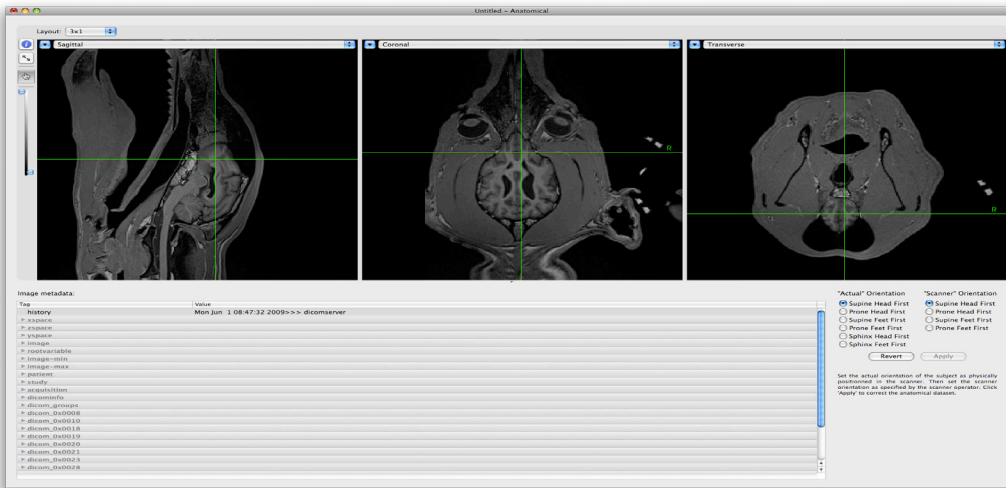 Untitled - Anatomical
Layout: 3x1
Sagittal
Coronal
Transverse
R
R
Image metadata:
Tag Value
history Mon Jun 1 08:47:32 2009>>> dicomserver
xspace
zspace
yspace
image
rootvariable
image-min
image-max
patient
study
acquisition
dicominfo
dicom_groups
dicom_0x0008
dicom_0x0010
dicom_0x0018
dicom_0x0019
dicom_0x0020
dicom_0x0021
dicom_0x0023
dicom_0x0028
"Actual" Orientation "Scanner" Orientation
Supine Head First Supine Head First
Prone Head First Prone Head First
Supine Feet First Supine Feet First
Prone Feet First Prone Feet First
Sphinx Head First
Sphinx Feet First
Revert Apply
Set the actual orientation of the subject as physically
positionned in the scanner. Then set the scanner
orientation as specified by the scanner operator. Click
'Apply' to correct the anatomical dataset.